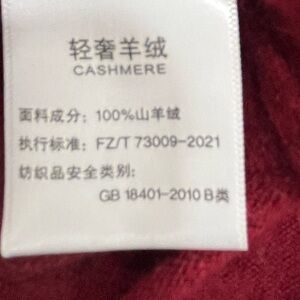 轻奢羊绒
CASHMERE
面料成分: 100%山羊绒
执行标准: FZ/T 73009-2021
纺织品安全类别:
GB 18401-2010 B类